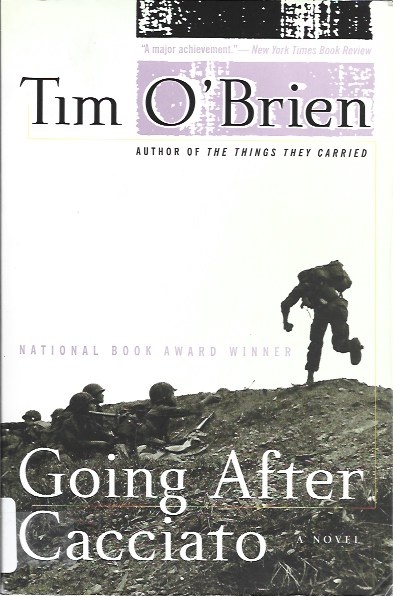 "A major achievement."— New York Times Book Review
Tim O'Brien
AUTHOR OF THE THINGS THEY CARRIED
NATIONAL BOOK AWARD WINNER
Going After
Cacciato
A NOVEL